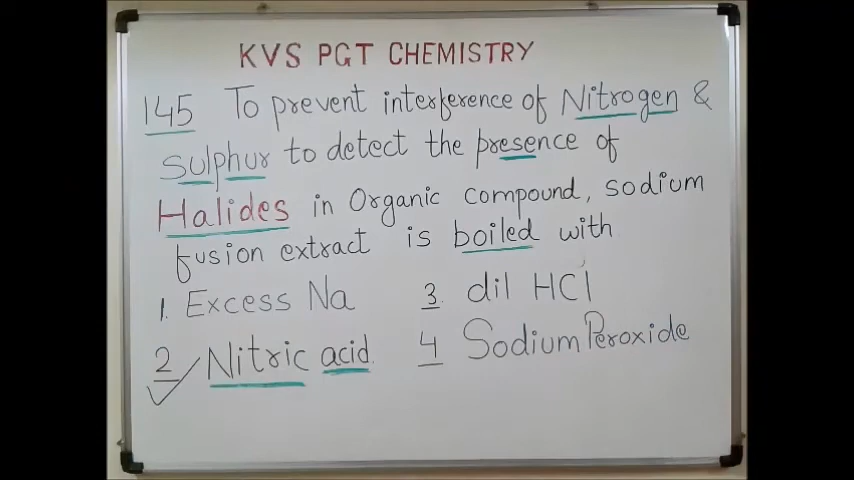 KVS PGT CHEMISTRY
145 To prevent interference of Nitrogen &
Sulphur to detect the presence of
Halides in Organic compound, sodium
fusion extract is boiled with
1. Excess Na 3. dil HCl
2 Nitric acid. 4 Sodium Peroxide